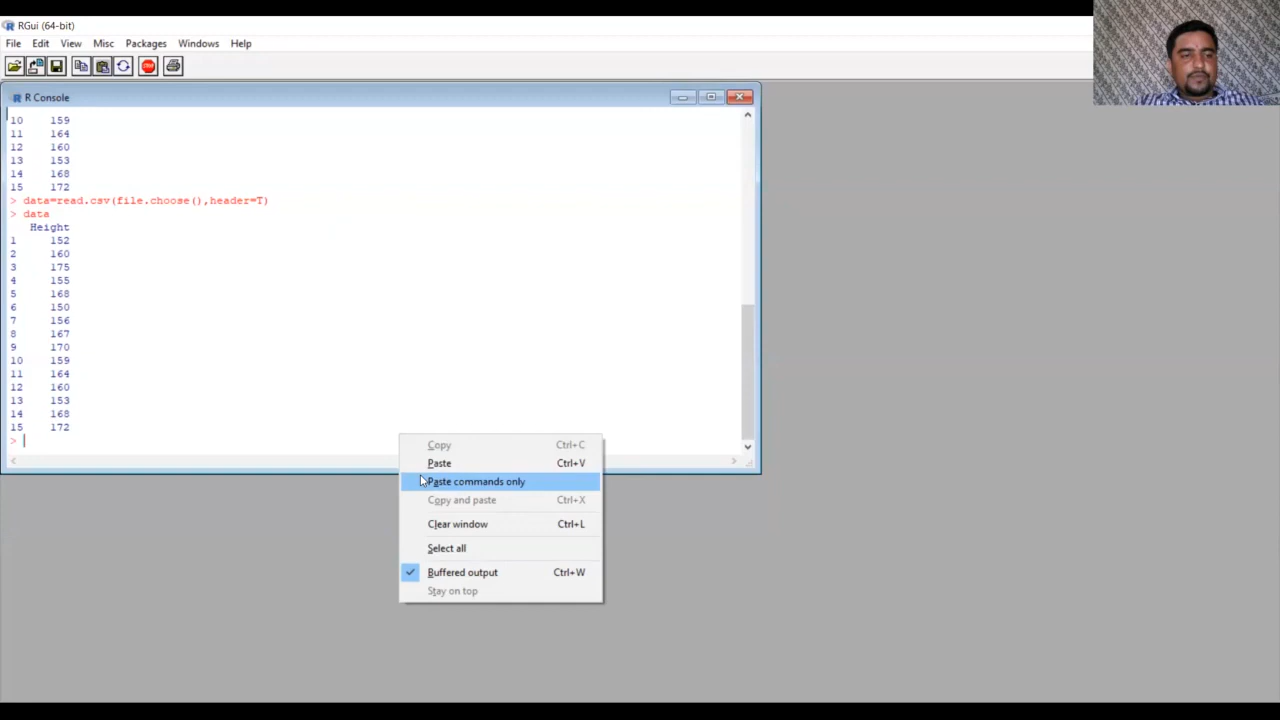 RGui (64-bit)
File Edit View Misc Packages Windows Help
STOP
R Console
10 159
11 164
12 160
13 153
14 168
15 172
> data=read.csv(file.choose(),header=T)
> data
Height
1 152
2 160
3 175
4 155
5 168
6 150
7 156
8 167
9 170
10 159
11 164
12 160
13 153
14 168
15 172
>
Copy Ctrl+C
Paste Ctrl+V
Paste commands only
Copy and paste Ctrl+X
Clear window Ctrl+L
Select all
Buffered output Ctrl+W
Stay on top